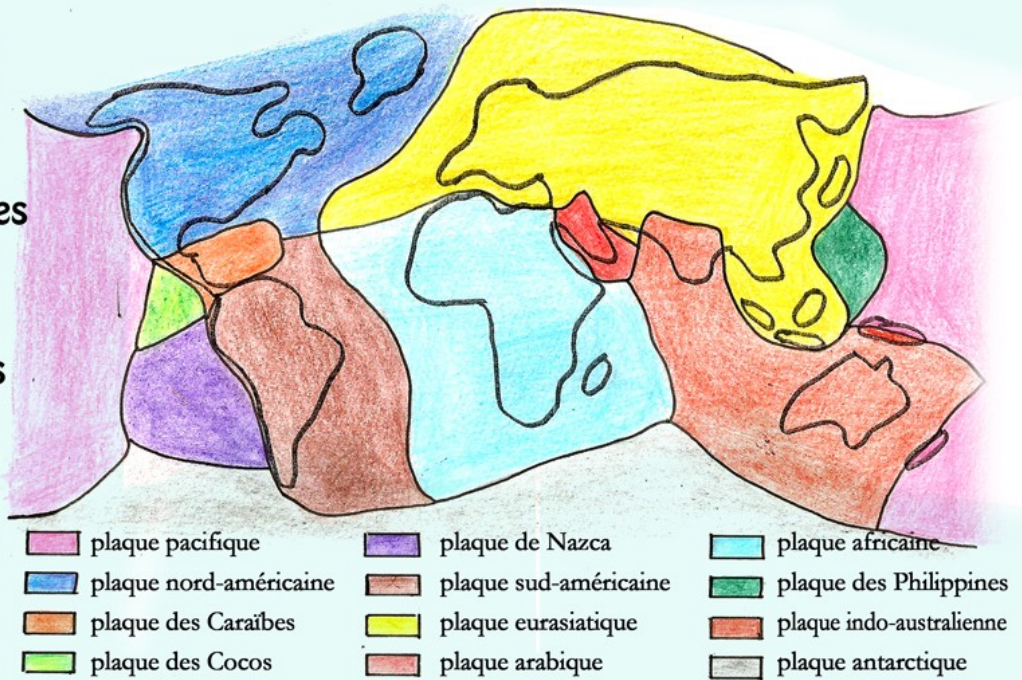 es
s
plaque pacifique
plaque nord-américaine
plaque des Caraïbes
plaque des Cocos
plaque de Nazca
plaque sud-américaine
plaque eurasiatique
plaque arabique
plaque africaine
plaque des Philippines
plaque indo-australienne
plaque antarctique